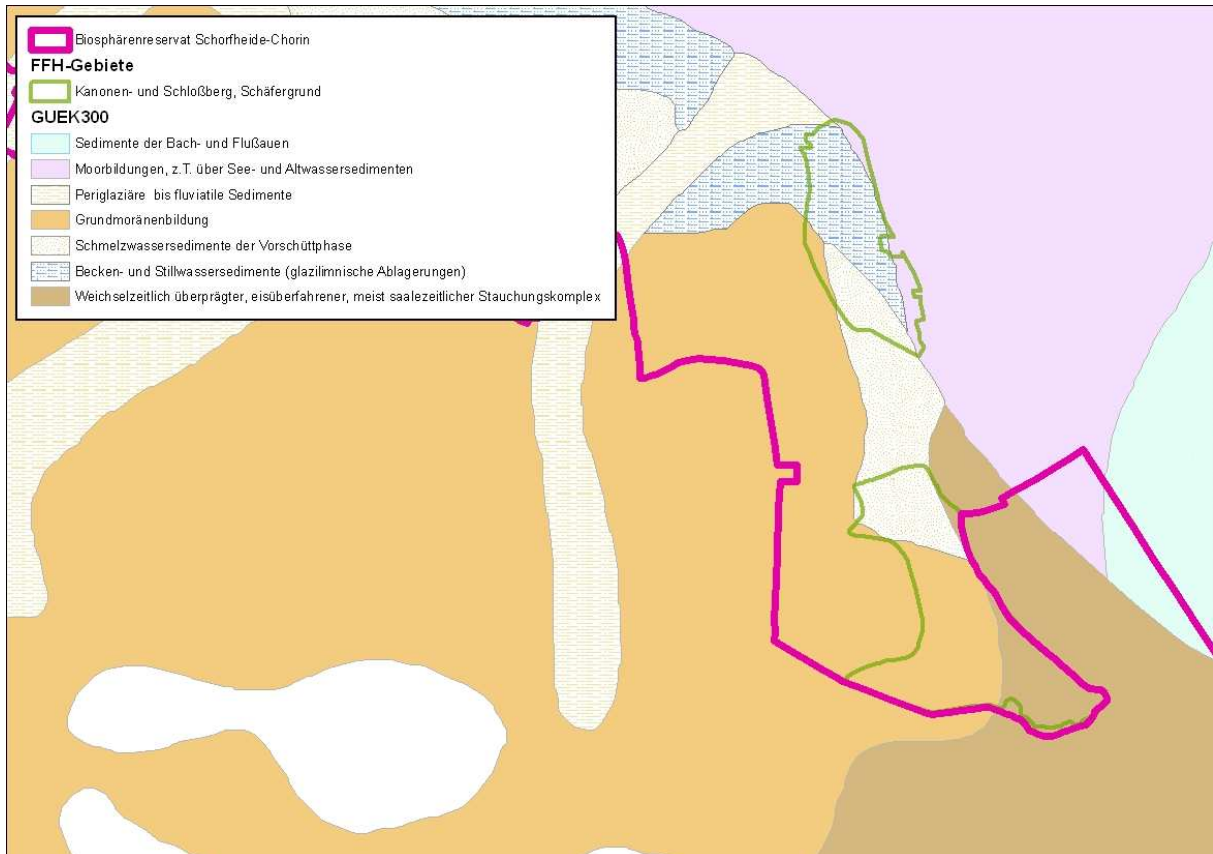 Biosphärenreservat Schorfheide-Chorin
FFH-Gebiete
Kanonen- und Schloßberg, Schäfergrund
GUEK300
Sedimente der Bach- und Flußauen
Moorbildungen, z.T. über See- und Altwassersedimenten
Periglaziäre bis fluviatile Sedimente
Grundmoränenbildung
Schmelzwassersedimente der Vorschüttphase
Becken- und Stauwassersedimente (glazilimnische Ablagerungen)
Weichselzeitlich überprägter, eisüberfahrener, meist saalezeitlicher Stauchungskomplex